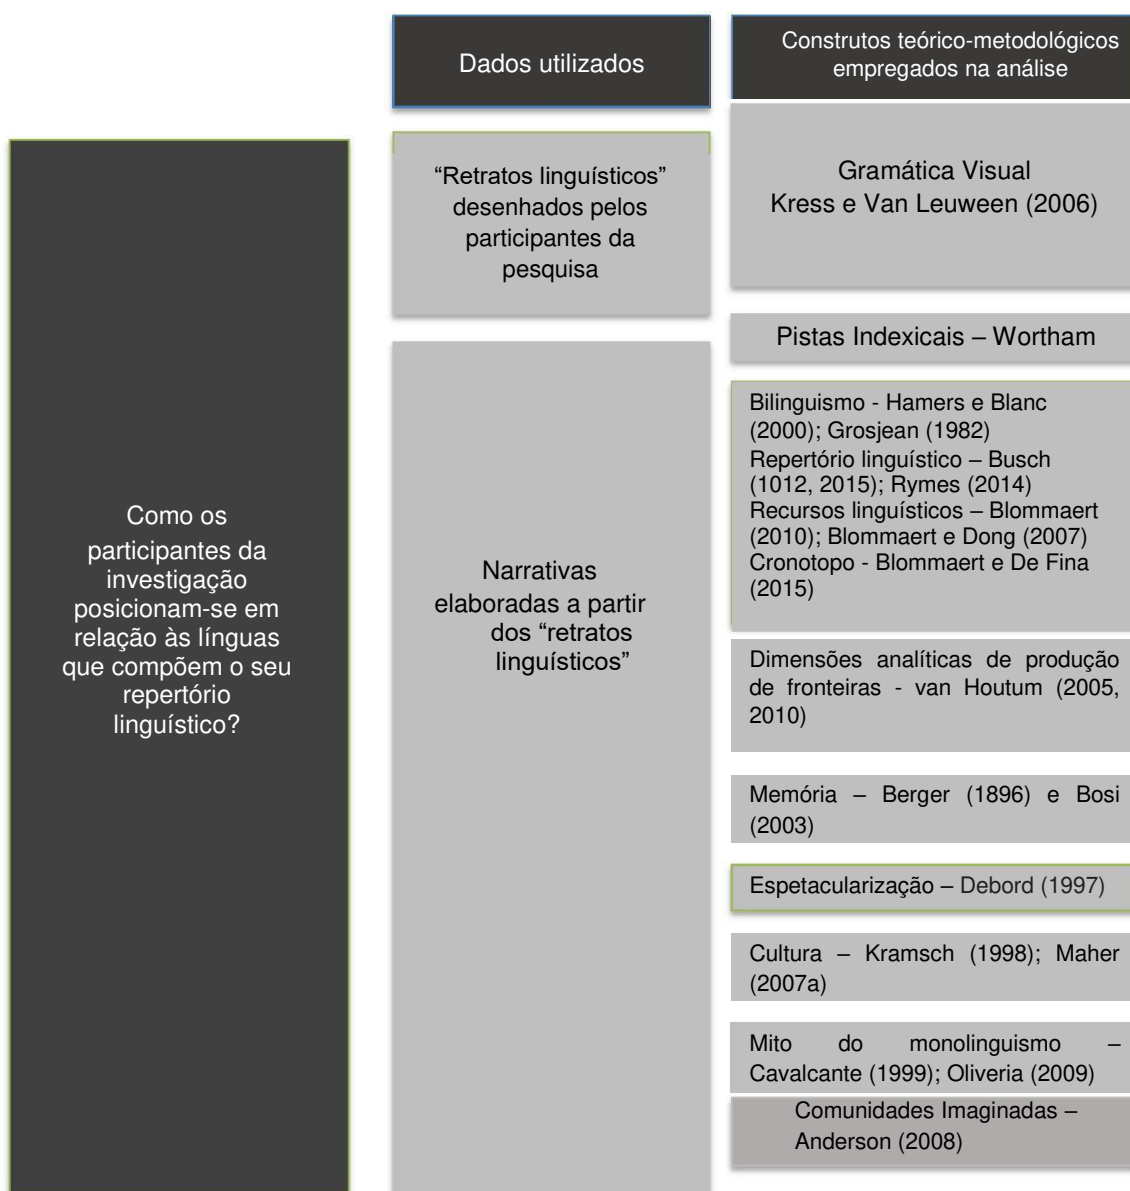 Dados utilizados
Construtos teórico-metodológicos
empregados na análise
Como os
participantes da
investigação
posicionam-se em
relação às línguas
que compõem o seu
repertório
linguístico?
“Retratos linguísticos”
desenhados pelos
participantes da
pesquisa
Gramática Visual
Kress e Van Leuween (2006)
Narrativas
elaboradas a partir
dos “retratos
linguísticos”
Pistas Indexicais – Wortham
Bilinguismo - Hamers e Blanc
(2000); Grosjean (1982)
Repertório linguístico – Busch
(1012, 2015); Rymes (2014)
Recursos linguísticos – Blommaert
(2010); Blommaert e Dong (2007)
Cronotopo - Blommaert e De Fina
(2015)
Dimensões analíticas de produção
de fronteiras - van Houtum (2005,
2010)
Memória – Berger (1896) e Bosi
(2003)
Espetacularização – Debord (1997)
Cultura – Kramsch (1998); Maher
(2007a)
Mito do monolinguismo –
Cavalcante (1999); Oliveria (2009)
Comunidades Imaginadas –
Anderson (2008)